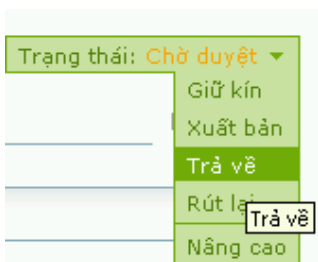 Trạng thái: Chờ duyệt
Giữ kín
Xuất bản
Trả về
Rút lại
Trả về
Nâng cao